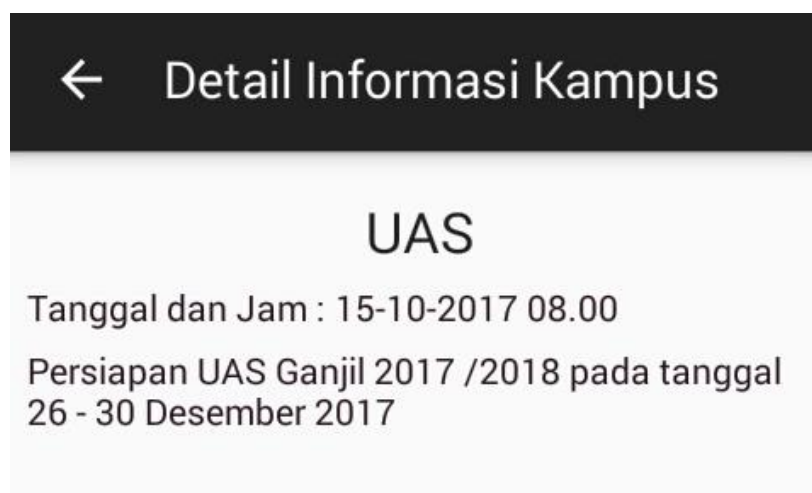 Detail Informasi Kampus
UAS
Tanggal dan Jam : 15-10-2017 08.00
Persiapan UAS Ganjil 2017 /2018 pada tanggal
26 - 30 Desember 2017